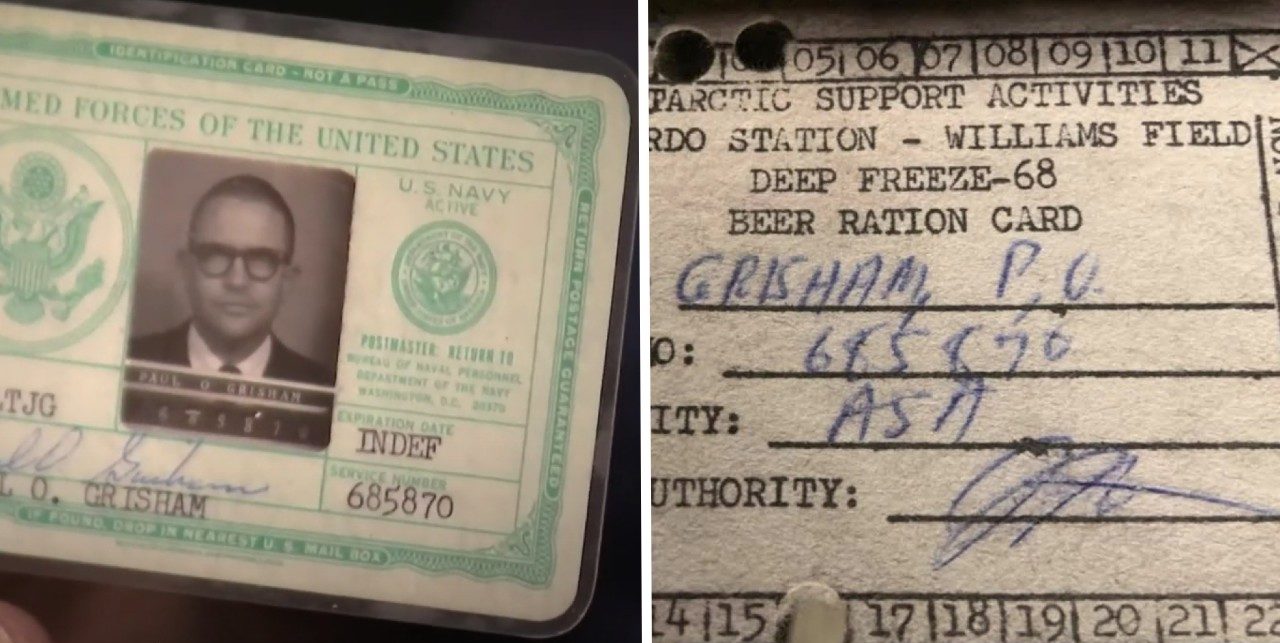 IDENTIFICATION CARD - NOT A PASS
MED FORCES OF THE UNITED STATES
U.S. NAVY
ACTIVE
POSTMASTER: RETURN TO
BUREAU OF NAVAL PERSONNEL
DEPARTMENT OF THE NAVY
WASHINGTON, D.C. 20370
RETURN POSTAGE GUARANTEED
PAUL O GRISHAM
685870
LTJG
EXPIRATION DATE
INDEF
SERVICE NUMBER
685870
L O. GRISHAM
IF FOUND, DROP IN NEAREST U.S. MAIL BOX
05 06 07 08 09 10 11
TARCTIC SUPPORT ACTIVITIES
RDO STATION - WILLIAMS FIELD
DEEP FREEZE-68
BEER RATION CARD
GRISHAM, P.O.
O: 685870
ITY: ASA
UTHORITY:
14 15 17 18 19 20 21 22